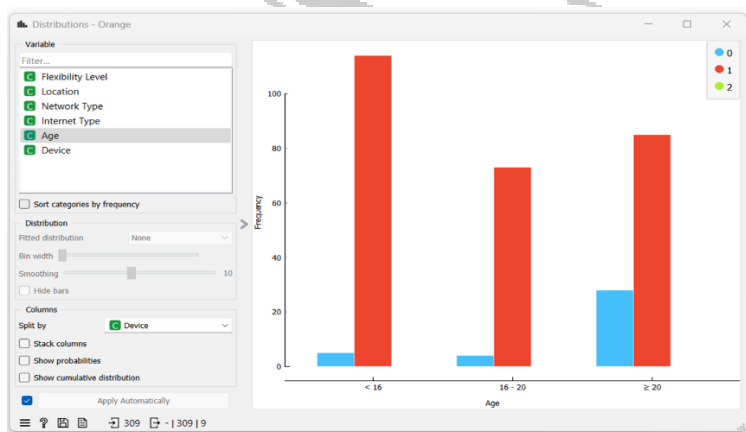 Distributions - Orange
Variable
Filter...
C Flexibility Level
C Location
C Network Type
C Internet Type
C Age
C Device
Sort categories by frequency
Distribution
Fitted distribution None
Bin width
Smoothing 10
Hide bars
Columns
Split by C Device
Stack columns
Show probabilities
Show cumulative distribution
Apply Automatically
309 - | 309 | 9
0
1
2
100
80
60
40
20
0
Frequency
< 16
16 - 20
≥ 20
Age